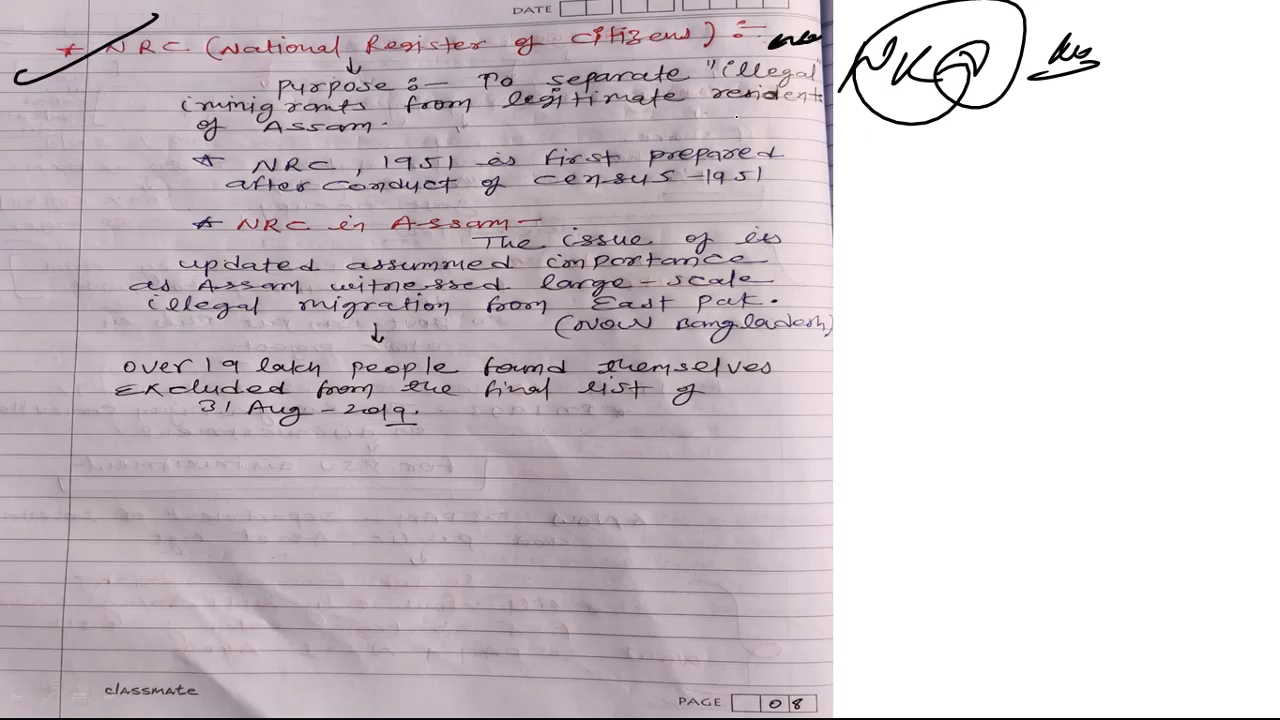 DATE
* NRC (National Register of Citizens) :-
Purpose :- To separate "illegal
immigrants from legitimate residents
of Assam.
* NRC, 1951 is first prepared
after conduct of census-1951
* NRC in Assam-
The issue of its
updated assummed importance
as Assam witnessed large-scale
illegal migration from East Pak.
(Now Bangladesh)
over 19 lakh people found themselves
Excluded from the final list of
31 Aug-2019.
classmate
PAGE 08